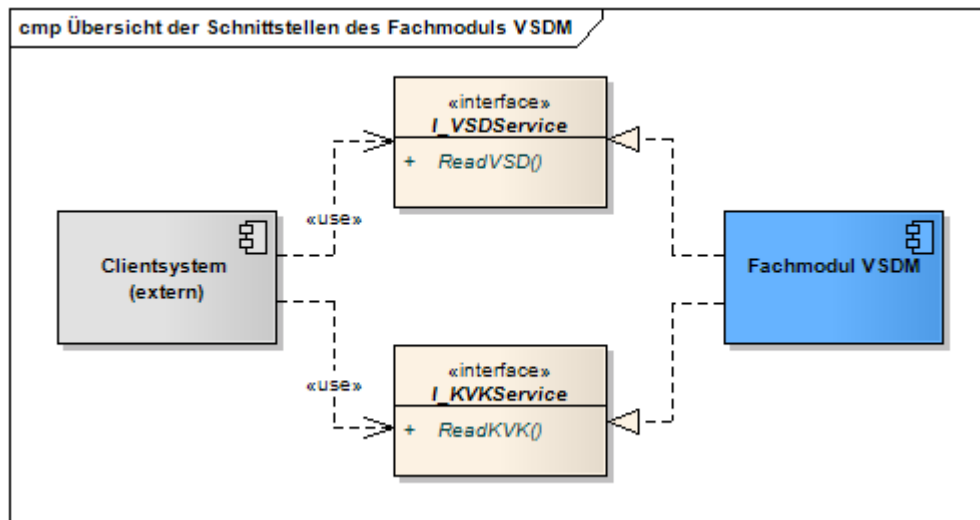 cmp Übersicht der Schnittstellen des Fachmoduls VSDM
«interface»
I_VSDService
+ ReadVSD()
«use»
Clientsystem
(extern)
Fachmodul VSDM
«use»
«interface»
I_KVKService
+ ReadKVK()